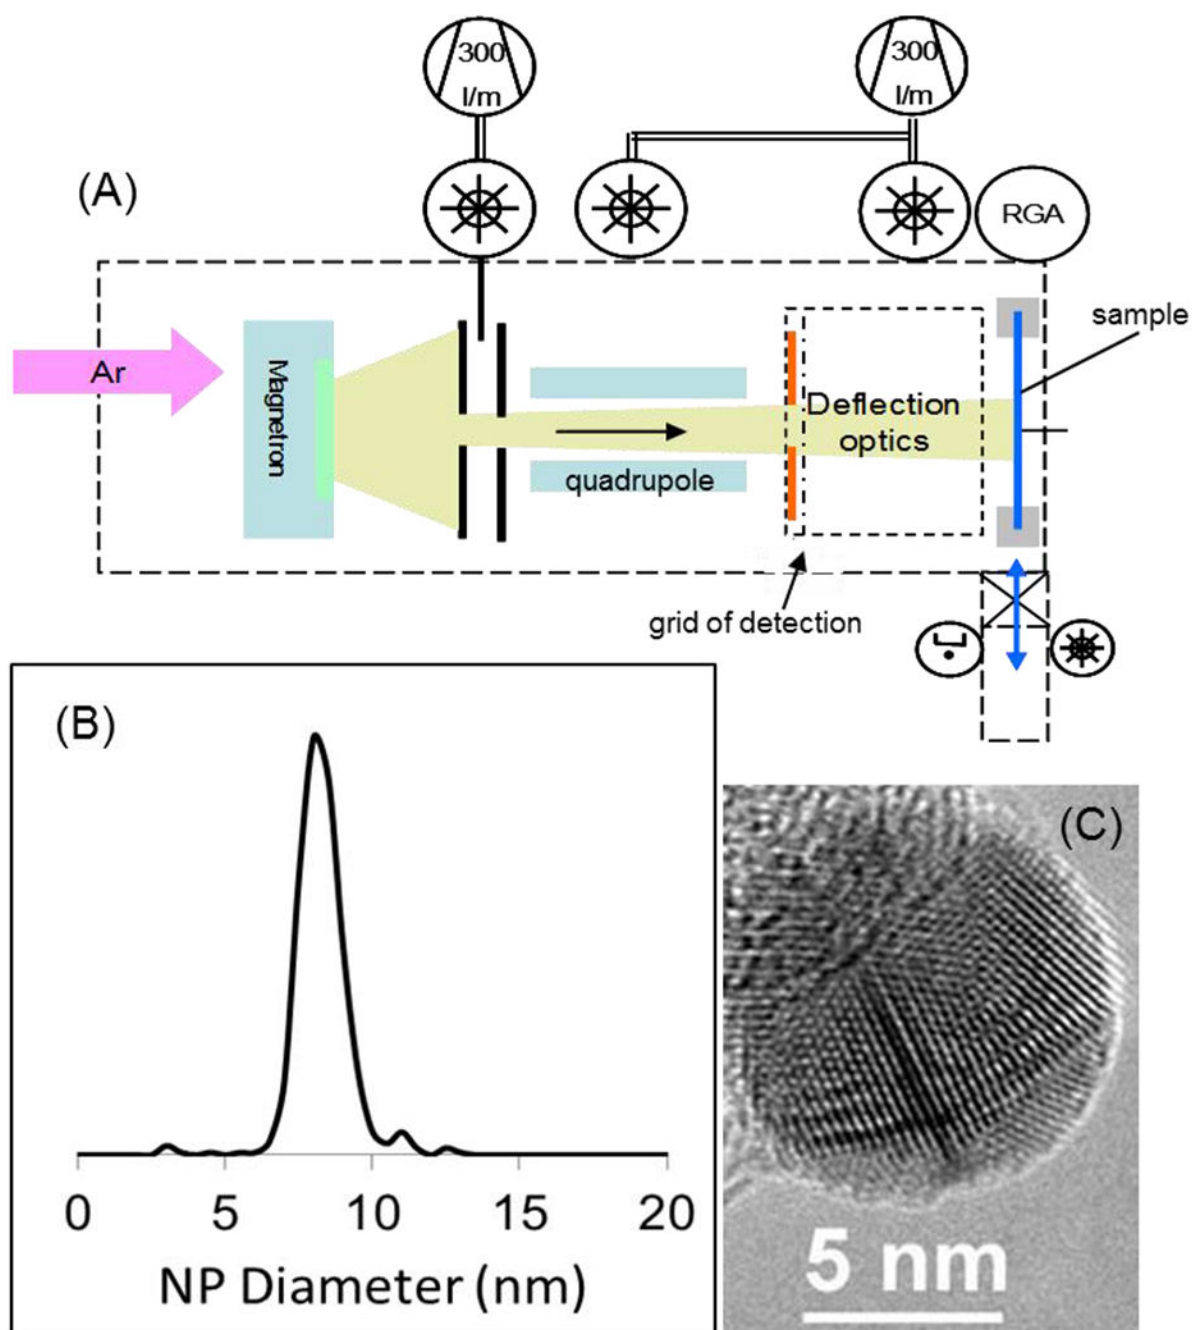 300
l/m
300
l/m
(A)
RGA
sample
Ar
Magnetron
Deflection
optics
quadrupole
grid of detection
(B)
0 5 10 15 20
NP Diameter (nm)
(C)
5 nm